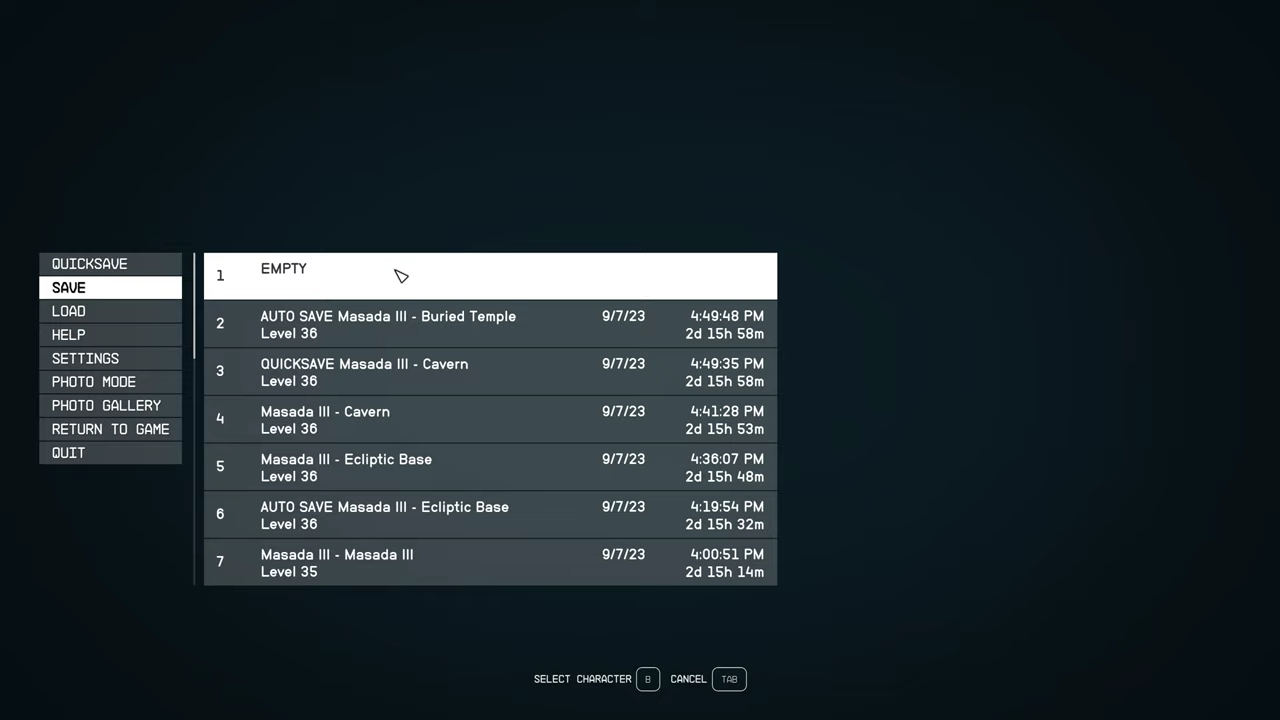 QUICKSAVE
SAVE
LOAD
HELP
SETTINGS
PHOTO MODE
PHOTO GALLERY
RETURN TO GAME
QUIT
1 EMPTY
2 AUTO SAVE Masada III - Buried Temple 9/7/23 4:49:48 PM
Level 36 2d 15h 58m
3 QUICKSAVE Masada III - Cavern 9/7/23 4:49:35 PM
Level 36 2d 15h 58m
4 Masada III - Cavern 9/7/23 4:41:28 PM
Level 36 2d 15h 53m
5 Masada III - Ecliptic Base 9/7/23 4:36:07 PM
Level 36 2d 15h 48m
6 AUTO SAVE Masada III - Ecliptic Base 9/7/23 4:19:54 PM
Level 36 2d 15h 32m
7 Masada III - Masada III 9/7/23 4:00:51 PM
Level 35 2d 15h 14m
SELECT CHARACTER B CANCEL TAB